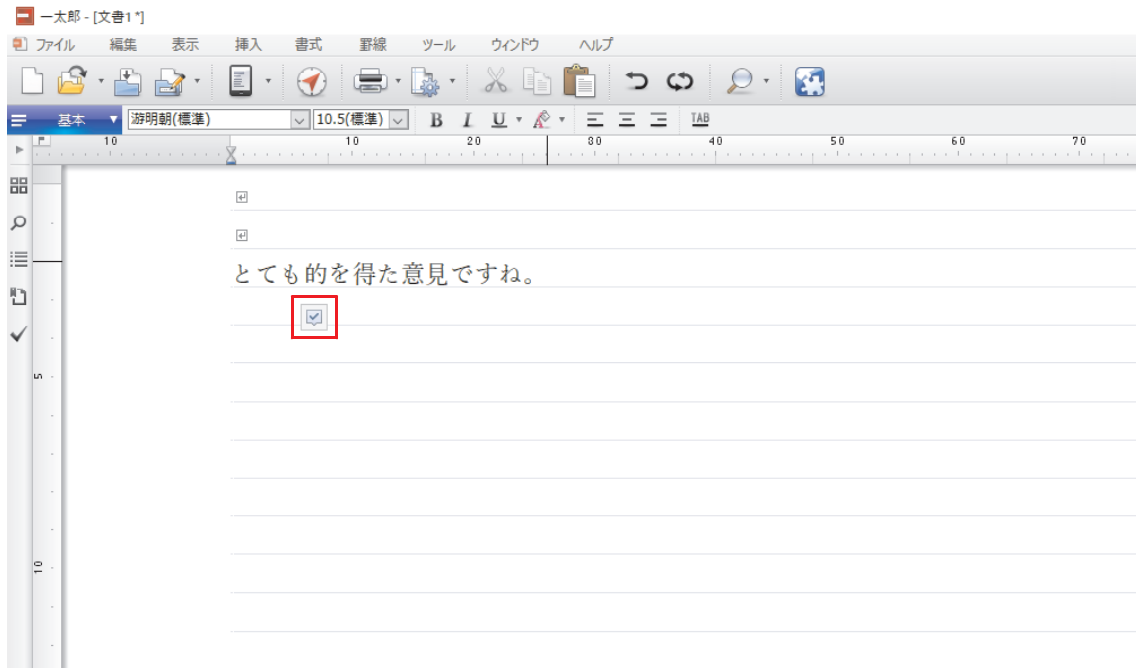 一太郎 - [文書1 *]
ファイル 編集 表示 挿入 書式 罫線 ツール ウィンドウ ヘルプ
基本 游明朝(標準) 10.5(標準) B I U A TAB
10 10 20 30 40 50 60 70
とても的を得た意見ですね。
5
10